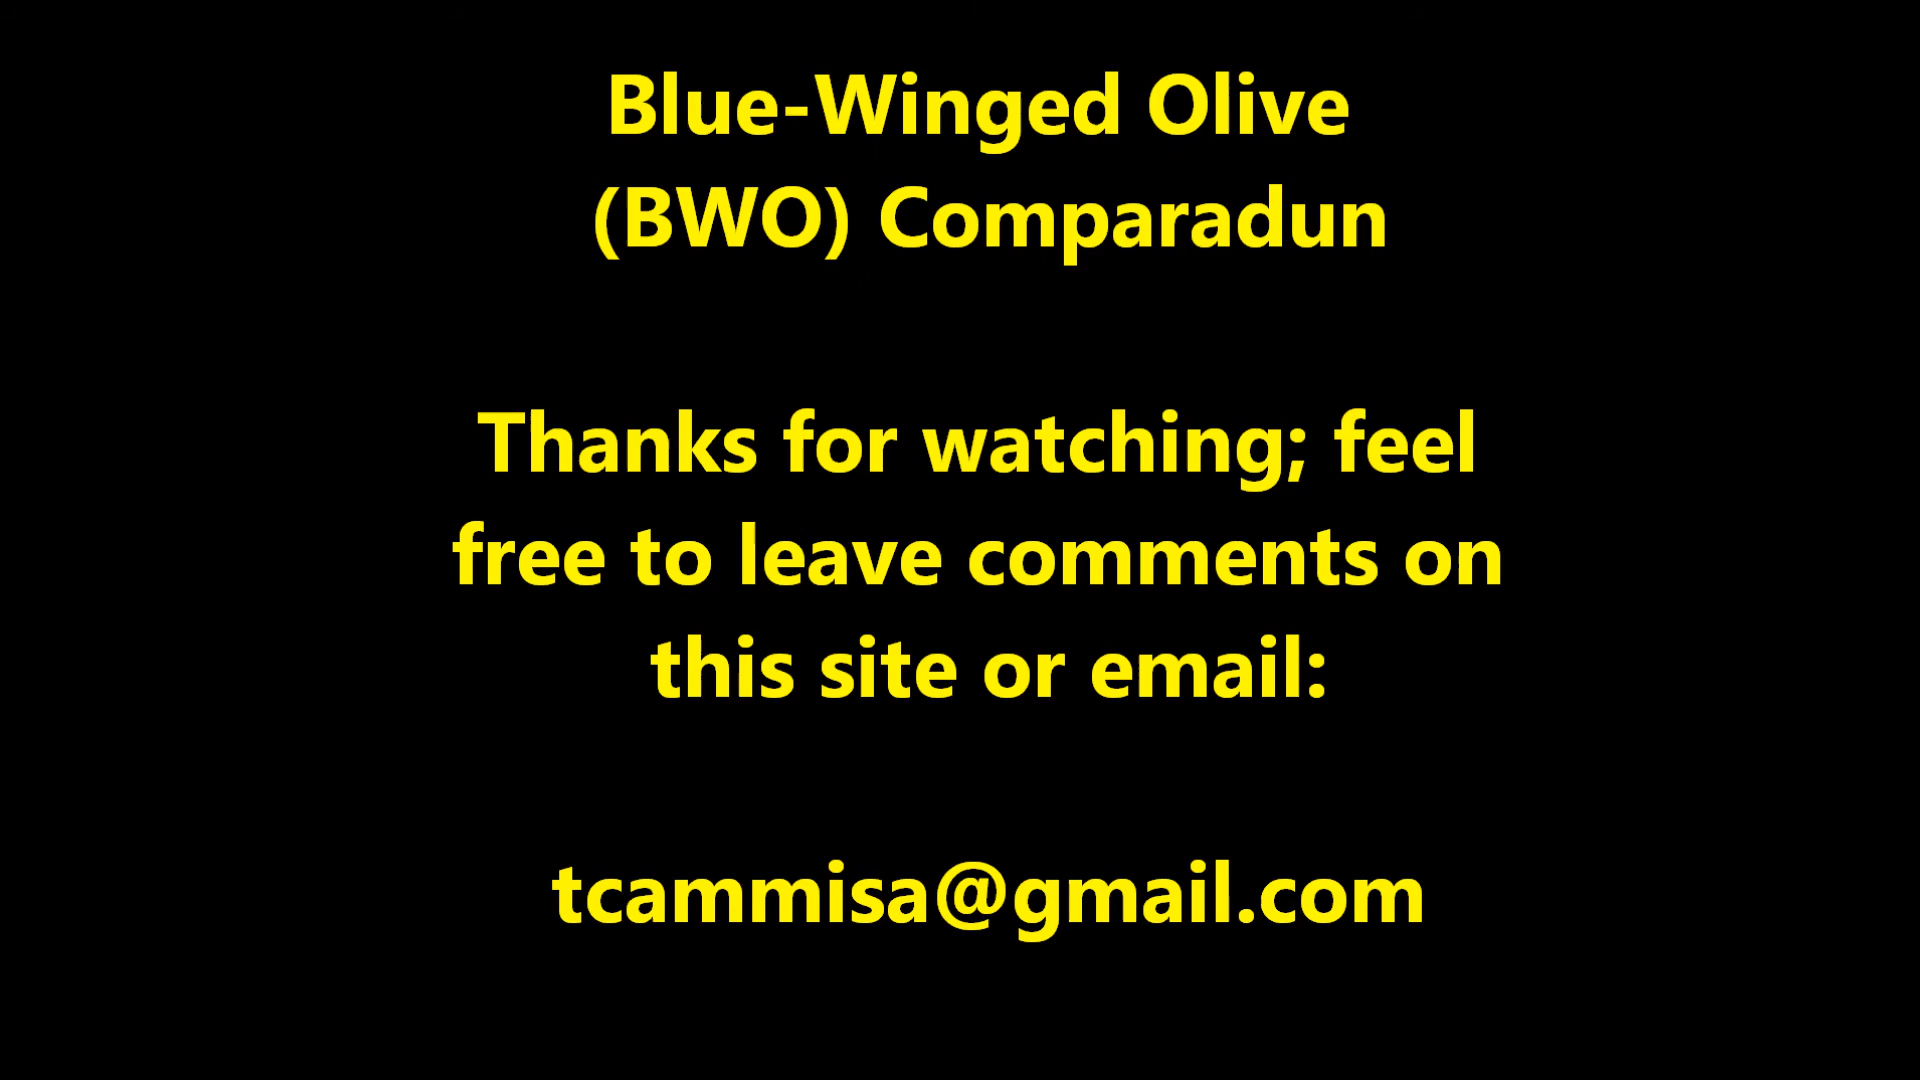 Blue-Winged Olive
(BWO) Comparadun
Thanks for watching; feel
free to leave comments on
this site or email:
tcammisa@gmail.com